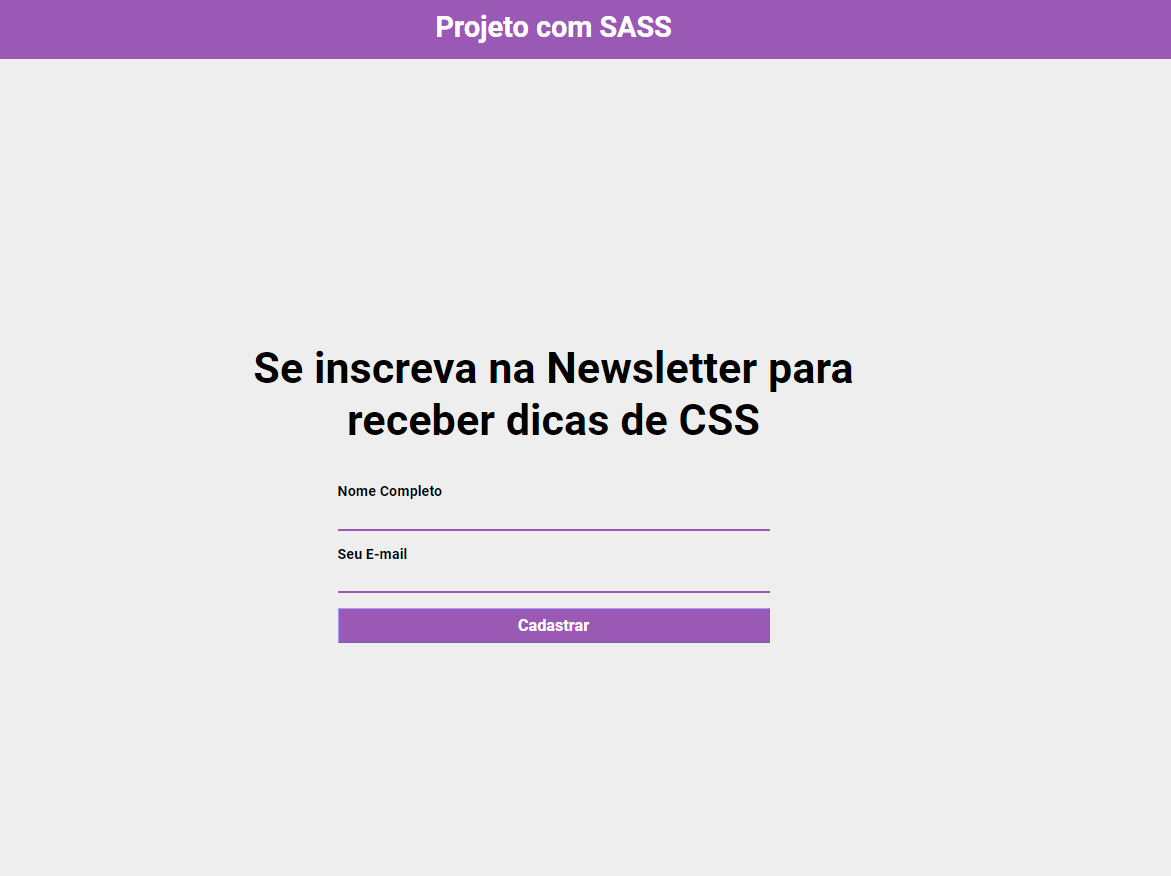 Projeto com SASS
Se inscreva na Newsletter para
receber dicas de CSS
Nome Completo
Seu E-mail
Cadastrar